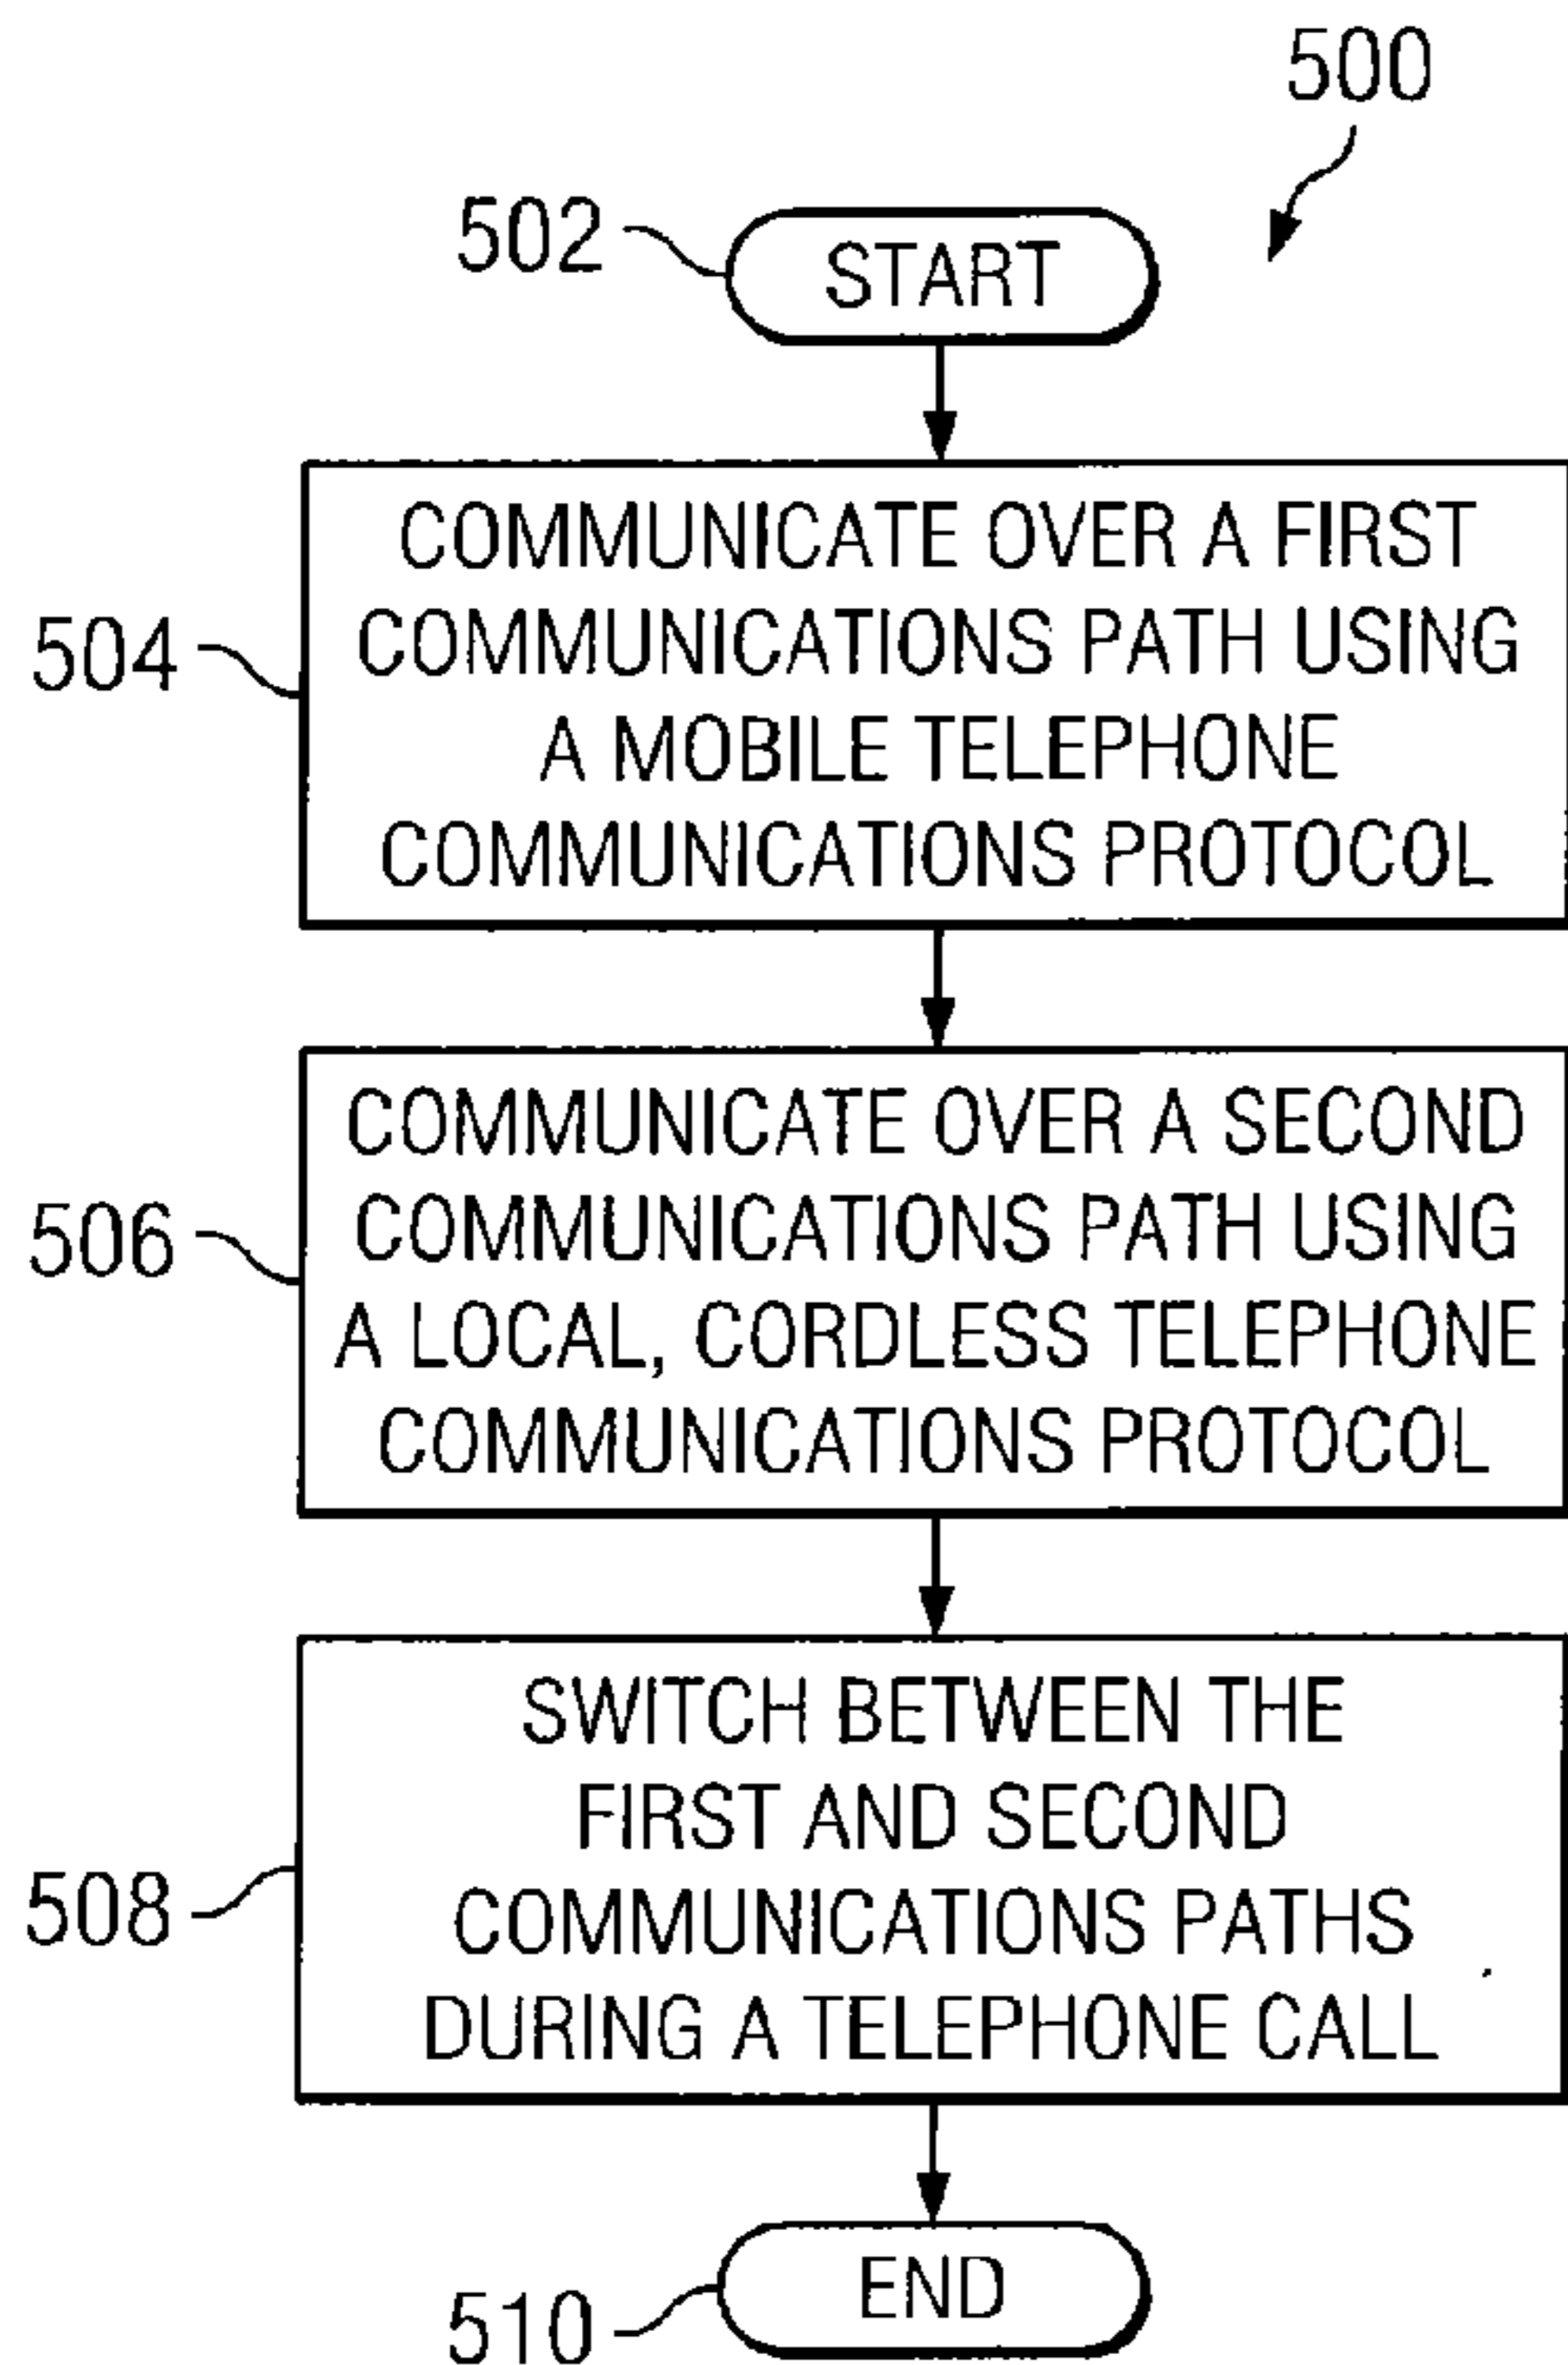 500
502
START
504
COMMUNICATE OVER A FIRST
COMMUNICATIONS PATH USING
A MOBILE TELEPHONE
COMMUNICATIONS PROTOCOL
506
COMMUNICATE OVER A SECOND
COMMUNICATIONS PATH USING
A LOCAL, CORDLESS TELEPHONE
COMMUNICATIONS PROTOCOL
508
SWITCH BETWEEN THE
FIRST AND SECOND
COMMUNICATIONS PATHS
DURING A TELEPHONE CALL
510
END